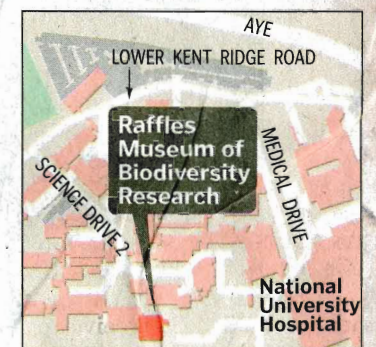 AYE
LOWER KENT RIDGE ROAD
Raffles
Museum of
Biodiversity
Research
MEDICAL DRIVE
SCIENCE DRIVE 2
National
University
Hospital